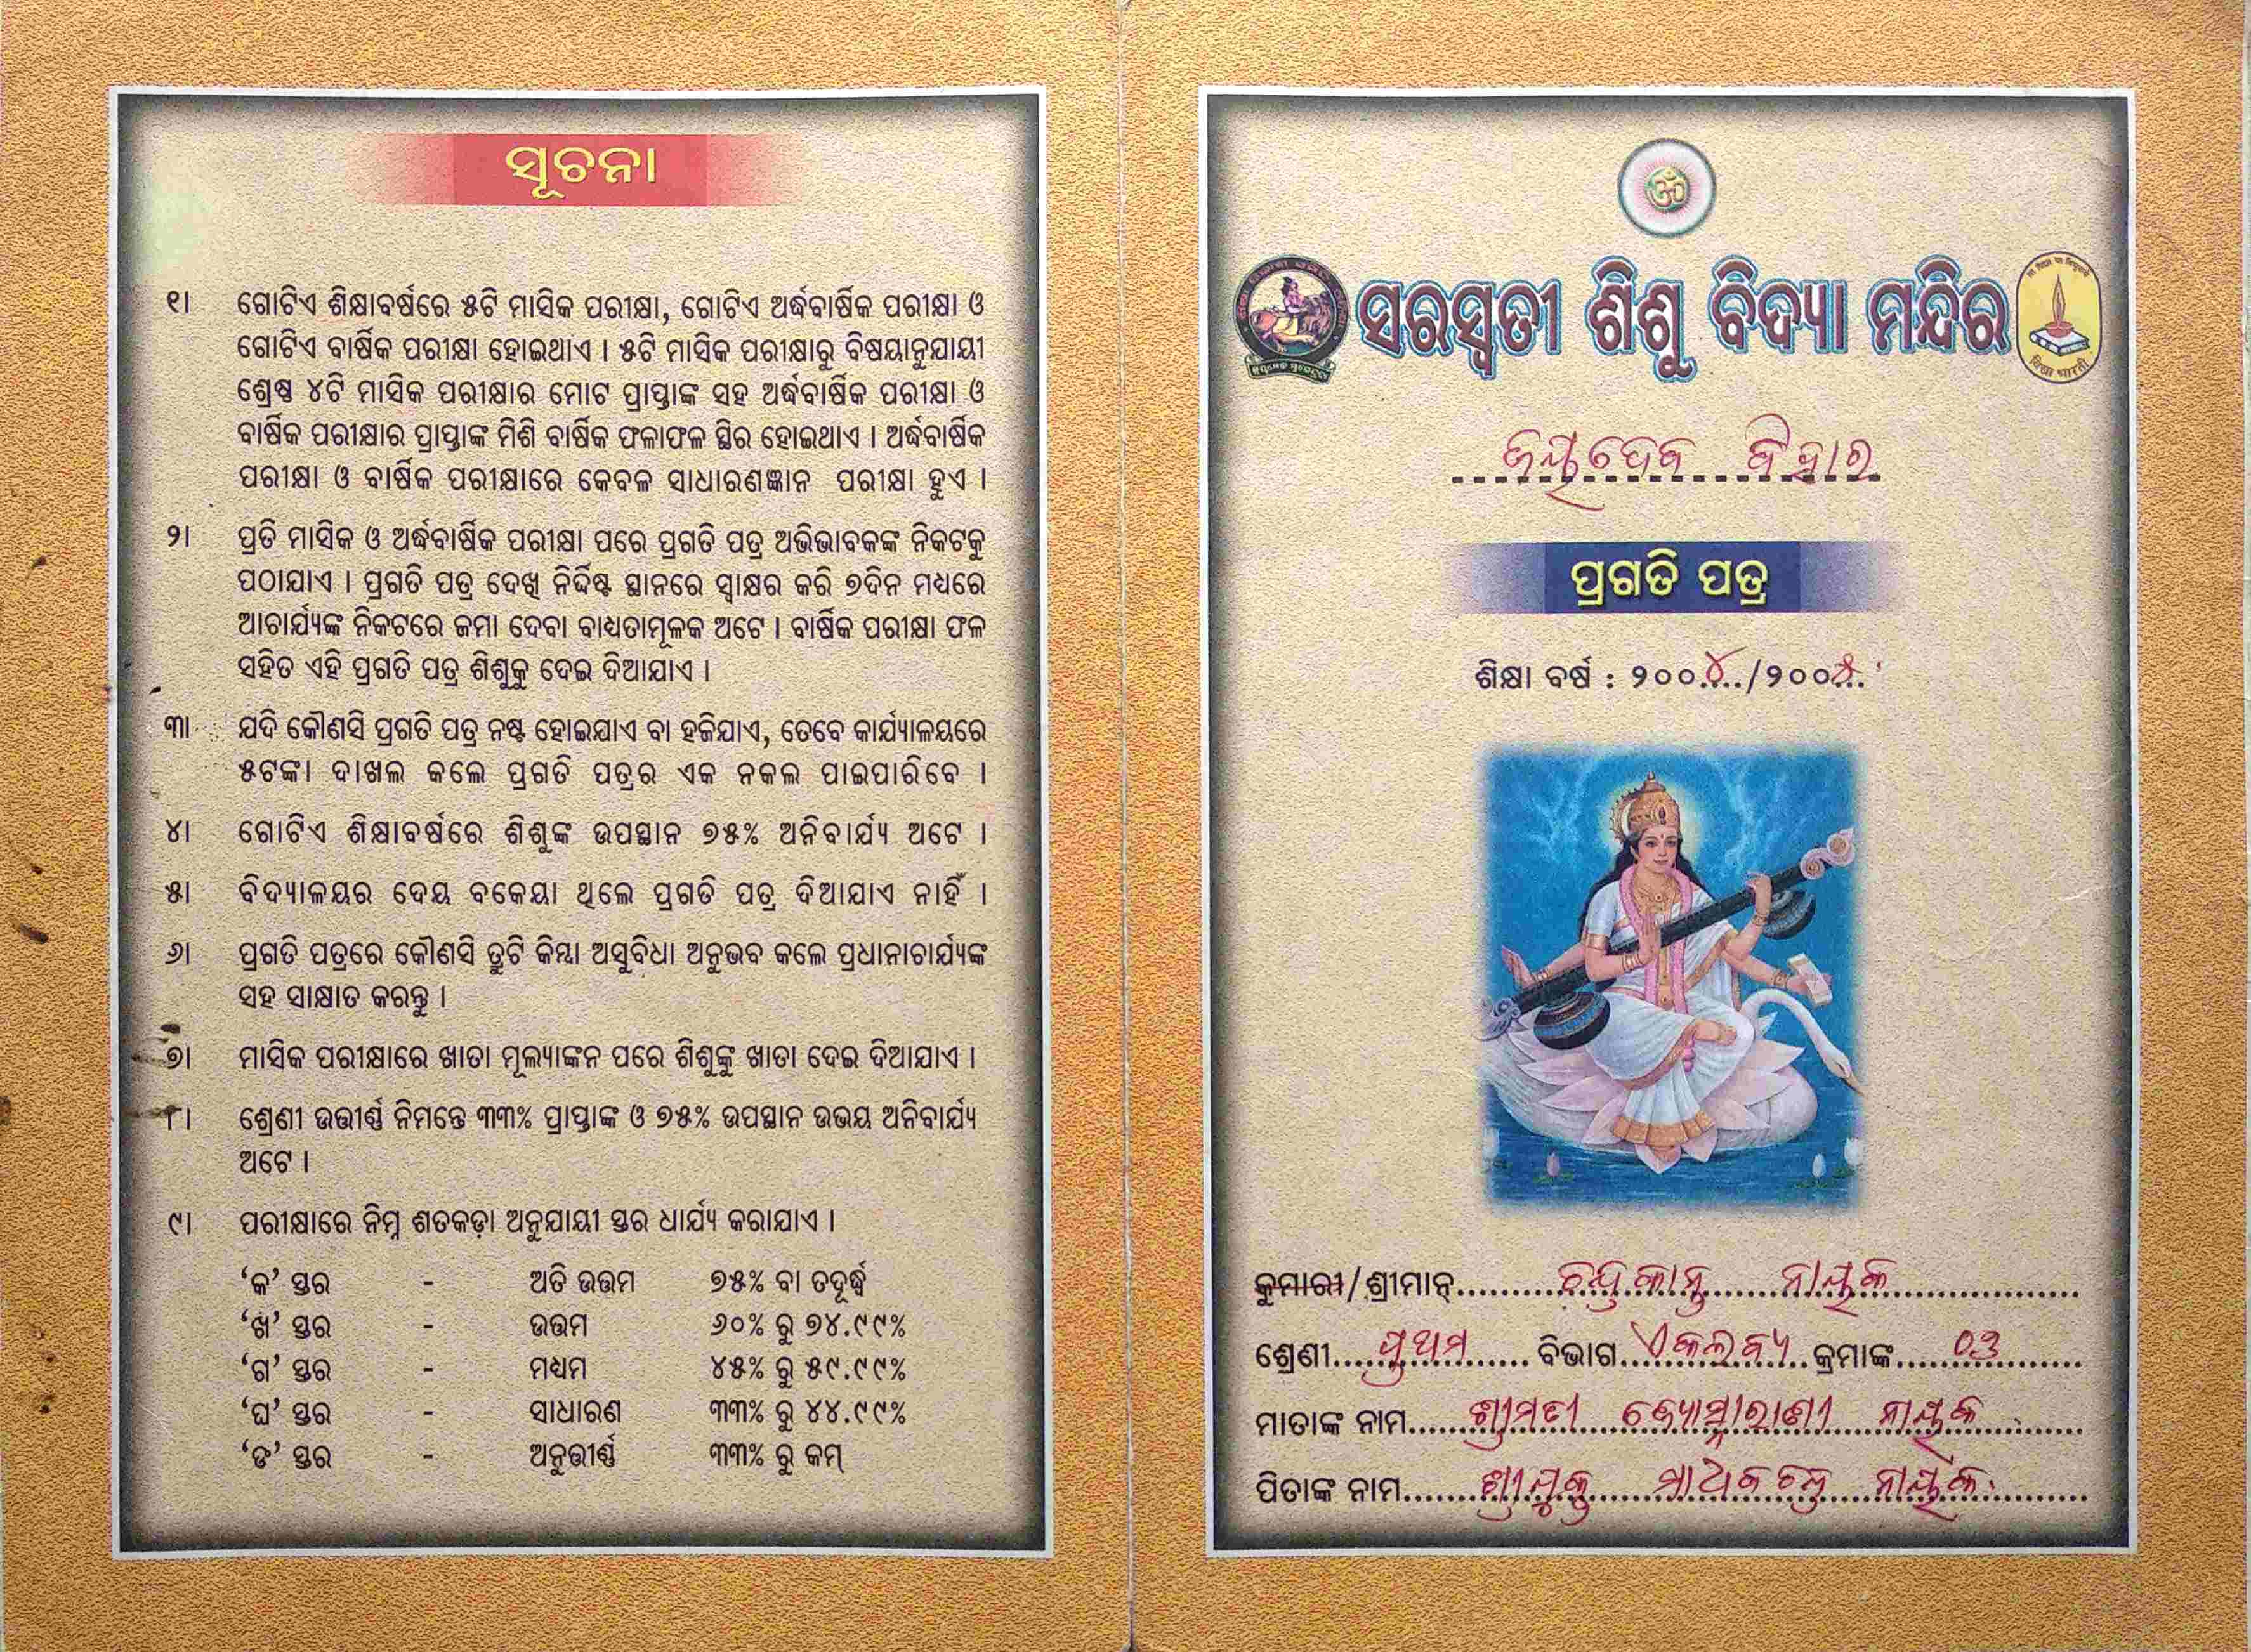 ସୂଚନା
୧। ଗୋଟିଏ ଶିକ୍ଷାବର୍ଷରେ ୫ଟି ମାସିକ ପରୀକ୍ଷା, ଗୋଟିଏ ଅର୍ଦ୍ଧବାର୍ଷିକ ପରୀକ୍ଷା ଓ
ଗୋଟିଏ ବାର୍ଷିକ ପରୀକ୍ଷା ହୋଇଥାଏ । ୫ଟି ମାସିକ ପରୀକ୍ଷାରୁ ବିଷୟାନୁଯାୟୀ
ଶ୍ରେଷ୍ଠ ୪ଟି ମାସିକ ପରୀକ୍ଷାର ମୋଟ ପ୍ରାପ୍ତାଙ୍କ ସହ ଅର୍ଦ୍ଧବାର୍ଷିକ ପରୀକ୍ଷା ଓ
ବାର୍ଷିକ ପରୀକ୍ଷାର ପ୍ରାପ୍ତାଙ୍କ ମିଶି ବାର୍ଷିକ ଫଳାଫଳ ସ୍ଥିର ହୋଇଥାଏ । ଅର୍ଦ୍ଧବାର୍ଷିକ
ପରୀକ୍ଷା ଓ ବାର୍ଷିକ ପରୀକ୍ଷାରେ କେବଳ ସାଧାରଣଜ୍ଞାନ ପରୀକ୍ଷା ହୁଏ ।
୨। ପ୍ରତି ମାସିକ ଓ ଅର୍ଦ୍ଧବାର୍ଷିକ ପରୀକ୍ଷା ପରେ ପ୍ରଗତି ପତ୍ର ଅଭିଭାବକଙ୍କ ନିକଟକୁ
ପଠାଯାଏ । ପ୍ରଗତି ପତ୍ର ଦେଖି ନିର୍ଦ୍ଦିଷ୍ଟ ସ୍ଥାନରେ ସ୍ୱାକ୍ଷର କରି ୭ଦିନ ମଧ୍ୟରେ
ଆଚାର୍ଯ୍ୟଙ୍କ ନିକଟରେ ଜମା ଦେବା ବାଧ୍ୟତାମୂଳକ ଅଟେ । ବାର୍ଷିକ ପରୀକ୍ଷା ଫଳ
ସହିତ ଏହି ପ୍ରଗତି ପତ୍ର ଶିଶୁକୁ ଦେଇ ଦିଆଯାଏ ।
୩। ଯଦି କୌଣସି ପ୍ରଗତି ପତ୍ର ନଷ୍ଟ ହୋଇଯାଏ ବା ହଜିଯାଏ, ତେବେ କାର୍ଯ୍ୟାଳୟରେ
୫ଟଙ୍କା ଦାଖଲ କଲେ ପ୍ରଗତି ପତ୍ରର ଏକ ନକଲ ପାଇପାରିବେ ।
୪। ଗୋଟିଏ ଶିକ୍ଷାବର୍ଷରେ ଶିଶୁଙ୍କ ଉପସ୍ଥାନ ୭୫% ଅନିବାର୍ଯ୍ୟ ଅଟେ ।
୫। ବିଦ୍ୟାଳୟର ଦେୟ ବକେୟା ଥିଲେ ପ୍ରଗତି ପତ୍ର ଦିଆଯାଏ ନାହିଁ ।
୬। ପ୍ରଗତି ପତ୍ରରେ କୌଣସି ତ୍ରୁଟି କିମ୍ବା ଅସୁବିଧା ଅନୁଭବ କଲେ ପ୍ରଧାନାଚାର୍ଯ୍ୟଙ୍କ
ସହ ସାକ୍ଷାତ କରନ୍ତୁ ।
୭। ମାସିକ ପରୀକ୍ଷାରେ ଖାତା ମୂଲ୍ୟାଙ୍କନ ପରେ ଶିଶୁଙ୍କୁ ଖାତା ଦେଇ ଦିଆଯାଏ ।
୮। ଶ୍ରେଣୀ ଉତ୍ତୀର୍ଣ୍ଣ ନିମନ୍ତେ ୩୩% ପ୍ରାପ୍ତାଙ୍କ ଓ ୭୫% ଉପସ୍ଥାନ ଉଭୟ ଅନିବାର୍ଯ୍ୟ
ଅଟେ ।
୯। ପରୀକ୍ଷାରେ ନିମ୍ନ ଶତକଡ଼ା ଅନୁଯାୟୀ ସ୍ତର ଧାର୍ଯ୍ୟ କରାଯାଏ ।
‘କ’ ସ୍ତର - ଅତି ଉତ୍ତମ ୭୫% ବା ତଦୂର୍ଦ୍ଧ୍ୱ
‘ଖ’ ସ୍ତର - ଉତ୍ତମ ୬୦% ରୁ ୭୪.୯୯%
‘ଗ’ ସ୍ତର - ମଧ୍ୟମ ୪୫% ରୁ ୫୯.୯୯%
‘ଘ’ ସ୍ତର - ସାଧାରଣ ୩୩% ରୁ ୪୪.୯୯%
‘ଙ’ ସ୍ତର - ଅନୁତ୍ତୀର୍ଣ୍ଣ ୩୩% ରୁ କମ୍
ॐ
ସରସ୍ୱତୀ ଶିଶୁ ବିଦ୍ୟା ମନ୍ଦିର
विद्या भारती
ଜୟଦେବ ବିହାର
ପ୍ରଗତି ପତ୍ର
ଶିକ୍ଷା ବର୍ଷ : ୨୦୦୪/୨୦୦୫
କୁମାରୀ/ଶ୍ରୀମାନ୍ ଚନ୍ଦ୍ରକାନ୍ତ ନାୟକ
ଶ୍ରେଣୀ ପ୍ରଥମ ବିଭାଗ ଏକଲବ୍ୟ କ୍ରମାଙ୍କ ୦୬
ମାତାଙ୍କ ନାମ ଶ୍ରୀମତୀ ଜ୍ୟୋତ୍ସ୍ନାରାଣୀ ନାୟକ
ପିତାଙ୍କ ନାମ ଶ୍ରୀଯୁକ୍ତ ମାଧବ ଚନ୍ଦ୍ର ନାୟକ